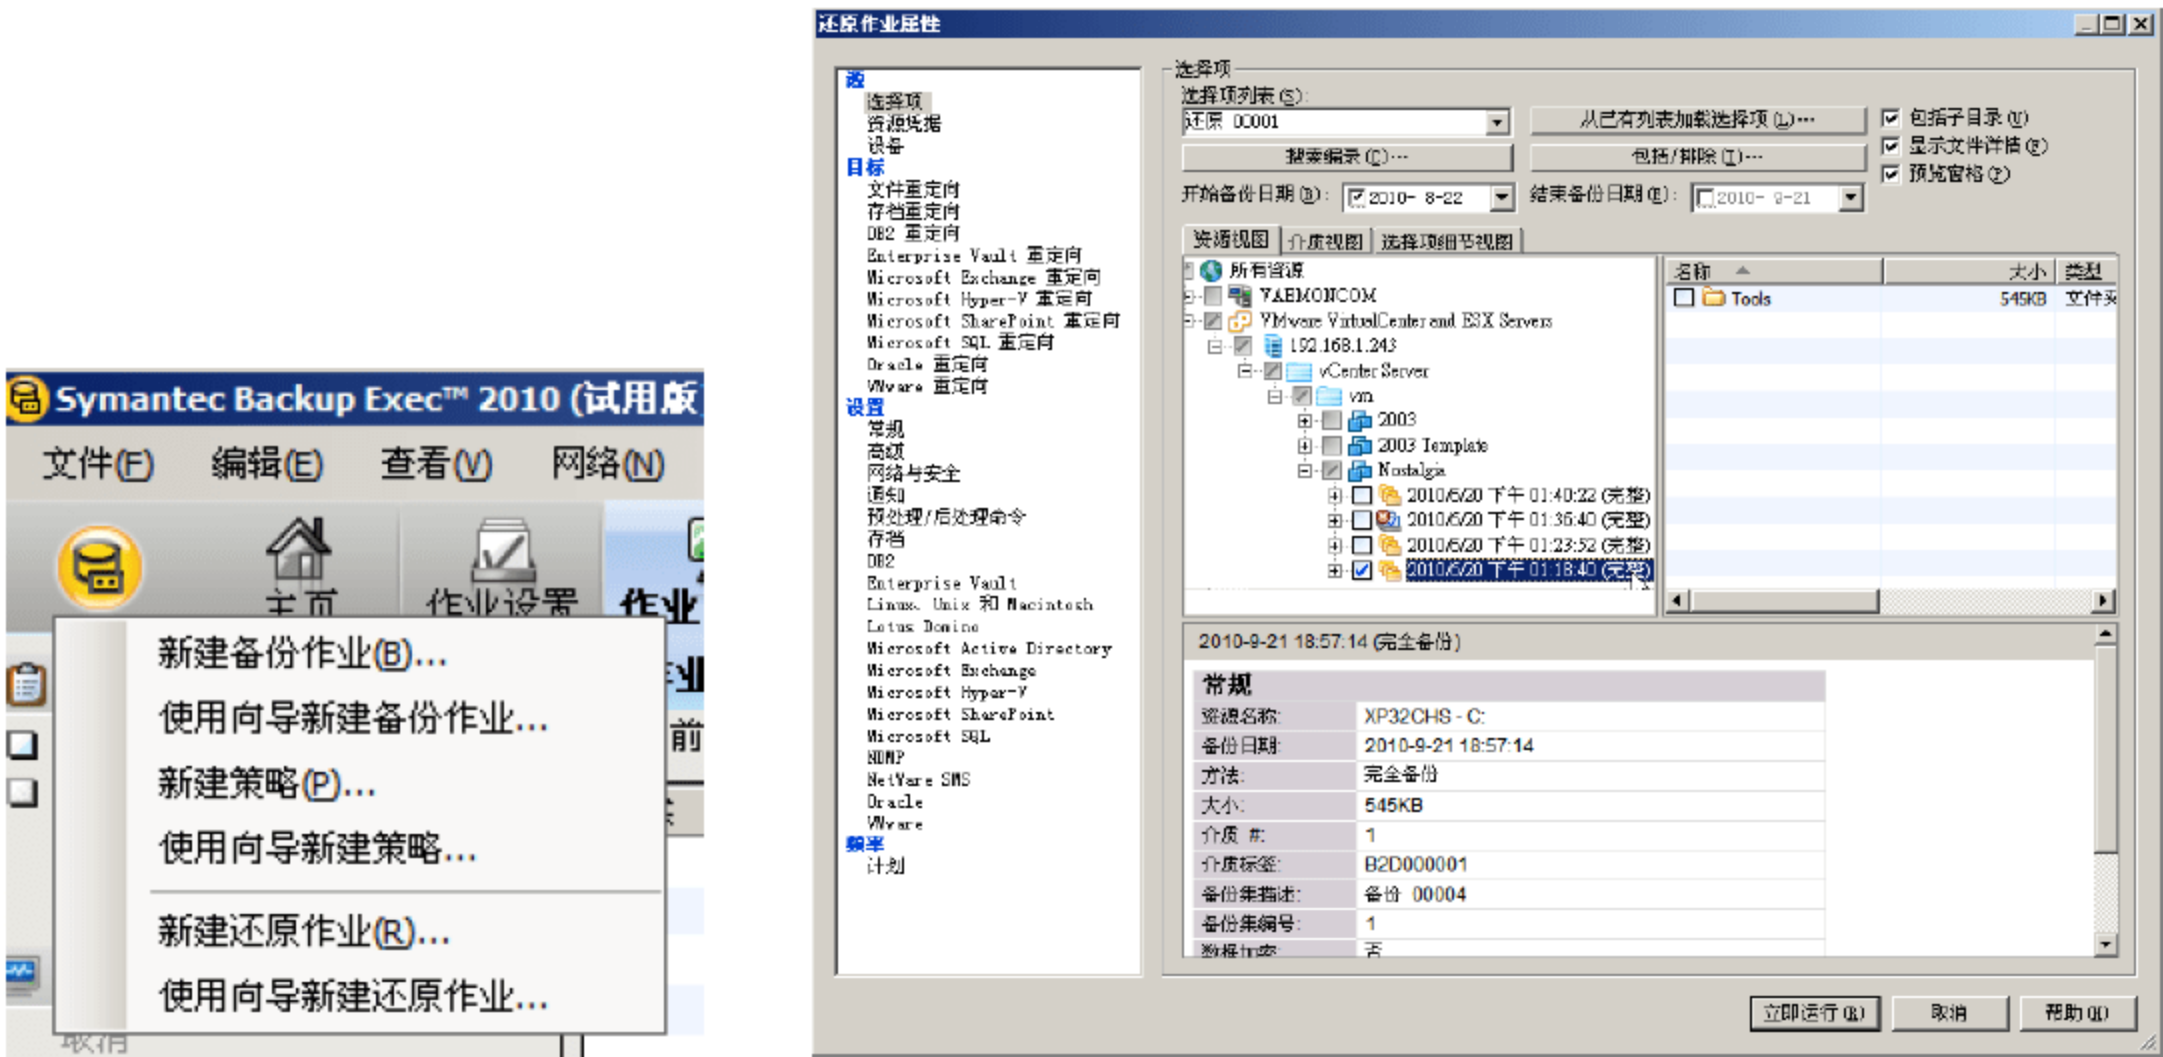 Symantec Backup Exec™ 2010 (试用版
文件(F) 编辑(E) 查看(V) 网络(N)
主页 作业设置 作业
新建备份作业(B)...
使用向导新建备份作业...
新建策略(P)...
使用向导新建策略...
新建还原作业(R)...
使用向导新建还原作业...
前
取消
还原作业属性
源
选择项
资源凭据
设备
目标
文件重定向
存档重定向
DB2 重定向
Enterprise Vault 重定向
Microsoft Exchange 重定向
Microsoft Hyper-V 重定向
Microsoft SharePoint 重定向
Microsoft SQL 重定向
Oracle 重定向
VMware 重定向
设置
常规
高级
网络与安全
通知
预处理/后处理命令
存档
DB2
Enterprise Vault
Linux、Unix 和 Macintosh
Lotus Domino
Microsoft Active Directory
Microsoft Exchange
Microsoft Hyper-V
Microsoft SharePoint
Microsoft SQL
NDMP
NetWare SMS
Oracle
VMware
频率
计划
选择项
选择项列表(S):
还原 00001 从已有列表加载选择项(L)... 包括子目录(U)
搜索编录(C)... 包括/排除(I)... 显示文件详情(F)
预览窗格(P)
开始备份日期(B): 2010- 8-22 结束备份日期(E): 2010- 9-21
资源视图 介质视图 选择项细节视图
所有资源
VAEMONCOM
VMware VirtualCenter and ESX Servers
192.168.1.243
vCenter Server
vm
2003
2003 Template
Nostalgia
2010/6/20 下午 01:40:22 (完整)
2010/6/20 下午 01:36:40 (完整)
2010/6/20 下午 01:23:52 (完整)
2010/6/20 下午 01:18:40 (完整)
名称 大小 类型
Tools 545KB 文件夹
2010-9-21 18:57:14 (完全备份)
常规
资源名称: XP32CHS - C:
备份日期: 2010-9-21 18:57:14
方法: 完全备份
大小: 545KB
介质 #: 1
介质标签: B2D000001
备份集描述: 备份 00004
备份集编号: 1
数据加密: 否
立即运行(R) 取消 帮助(H)